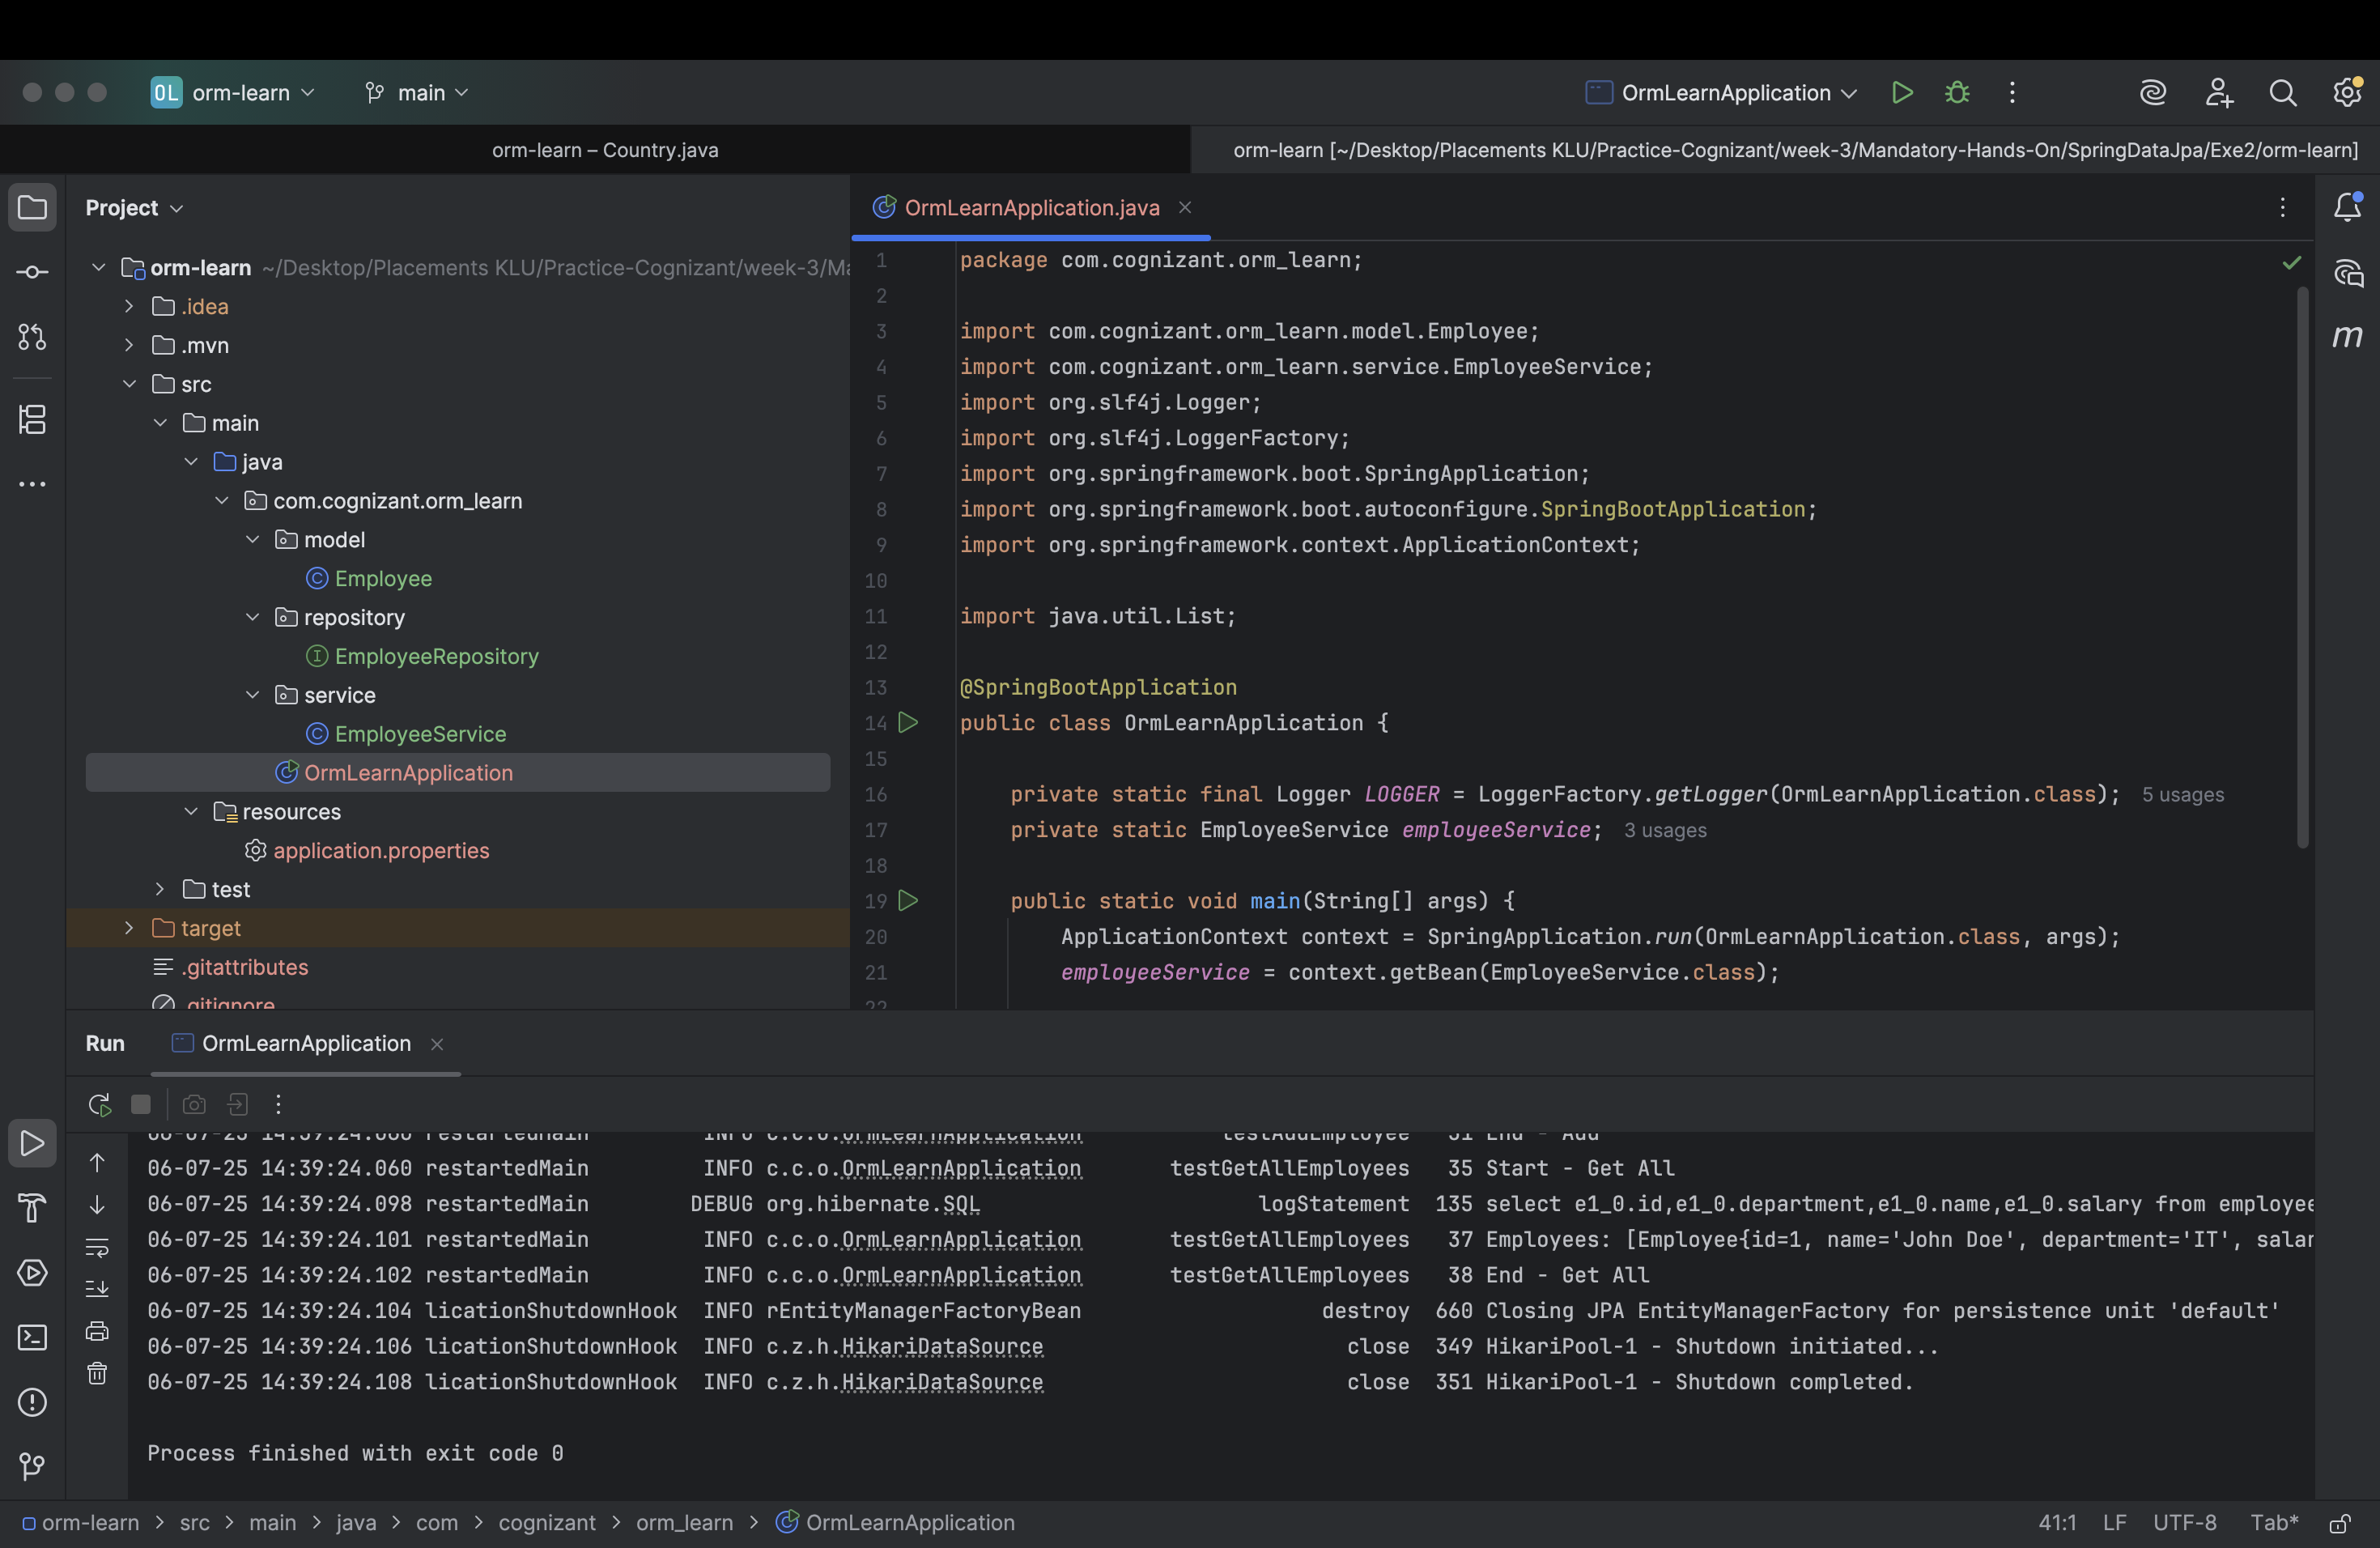 OL orm-learn main OrmLearnApplication
orm-learn – Country.java
orm-learn [~/Desktop/Placements KLU/Practice-Cognizant/week-3/Mandatory-Hands-On/SpringDataJpa/Exe2/orm-learn]
Project
orm-learn ~/Desktop/Placements KLU/Practice-Cognizant/week-3/Ma
.idea
.mvn
src
main
java
com.cognizant.orm_learn
model
Employee
repository
EmployeeRepository
service
EmployeeService
OrmLearnApplication
resources
application.properties
test
target
.gitattributes
.gitignore
OrmLearnApplication.java
1 package com.cognizant.orm_learn;
2
3 import com.cognizant.orm_learn.model.Employee;
4 import com.cognizant.orm_learn.service.EmployeeService;
5 import org.slf4j.Logger;
6 import org.slf4j.LoggerFactory;
7 import org.springframework.boot.SpringApplication;
8 import org.springframework.boot.autoconfigure.SpringBootApplication;
9 import org.springframework.context.ApplicationContext;
10
11 import java.util.List;
12
13 @SpringBootApplication
14 public class OrmLearnApplication {
15
16 private static final Logger LOGGER = LoggerFactory.getLogger(OrmLearnApplication.class); 5 usages
17 private static EmployeeService employeeService; 3 usages
18
19 public static void main(String[] args) {
20 ApplicationContext context = SpringApplication.run(OrmLearnApplication.class, args);
21 employeeService = context.getBean(EmployeeService.class);
22
m
Run OrmLearnApplication
06-07-25 14:39:24.060 restartedMain INFO c.c.o.OrmLearnApplication testAddEmployee 31 End - Add
06-07-25 14:39:24.060 restartedMain INFO c.c.o.OrmLearnApplication testGetAllEmployees 35 Start - Get All
06-07-25 14:39:24.098 restartedMain DEBUG org.hibernate.SQL logStatement 135 select e1_0.id,e1_0.department,e1_0.name,e1_0.salary from employee
06-07-25 14:39:24.101 restartedMain INFO c.c.o.OrmLearnApplication testGetAllEmployees 37 Employees: [Employee{id=1, name='John Doe', department='IT', salar
06-07-25 14:39:24.102 restartedMain INFO c.c.o.OrmLearnApplication testGetAllEmployees 38 End - Get All
06-07-25 14:39:24.104 licationShutdownHook INFO rEntityManagerFactoryBean destroy 660 Closing JPA EntityManagerFactory for persistence unit 'default'
06-07-25 14:39:24.106 licationShutdownHook INFO c.z.h.HikariDataSource close 349 HikariPool-1 - Shutdown initiated...
06-07-25 14:39:24.108 licationShutdownHook INFO c.z.h.HikariDataSource close 351 HikariPool-1 - Shutdown completed.
Process finished with exit code 0
orm-learn > src > main > java > com > cognizant > orm_learn > OrmLearnApplication 41:1 LF UTF-8 Tab*